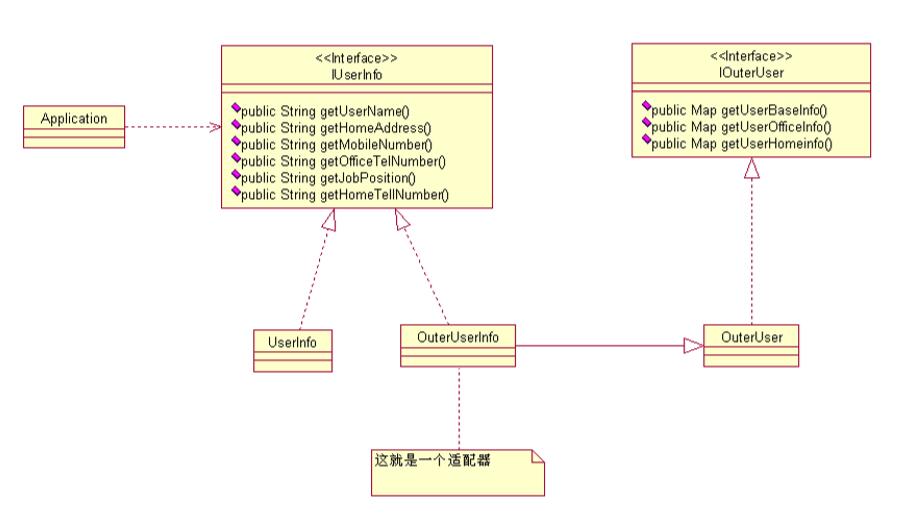 <<Interface>>
IUserInfo
public String getUserName()
public String getHomeAddress()
public String getMobileNumber()
public String getOfficeTelNumber()
public String getJobPosition()
public String getHomeTellNumber()
<<Interface>>
IOuterUser
public Map getUserBaseInfo()
public Map getUserOfficeInfo()
public Map getUserHomeinfo()
Application
UserInfo
OuterUserInfo
OuterUser
这就是一个适配器